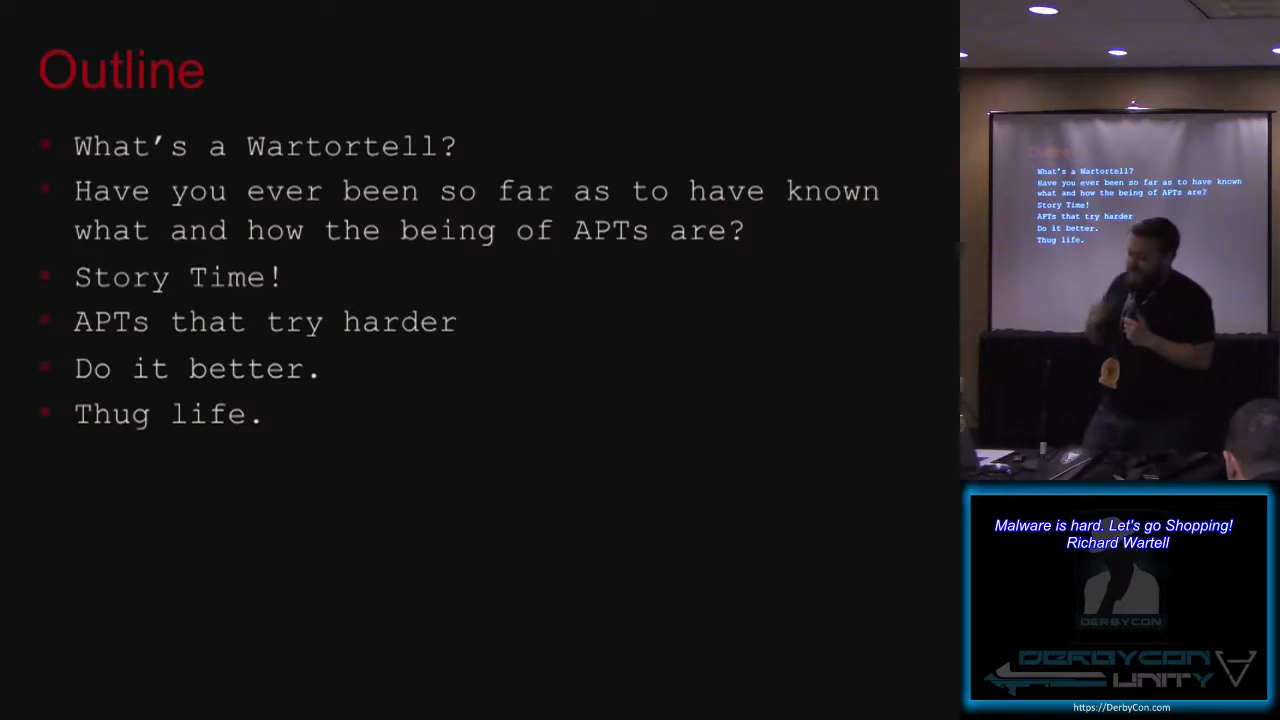 Outline
What’s a Wartortell?
Have you ever been so far as to have known
what and how the being of APTs are?
Story Time!
APTs that try harder
Do it better.
Thug life.
Outline
What's a Wartortell?
Have you ever been so far as to have known
what and how the being of APTs are?
Story Time!
APTs that try harder
Do it better.
Thug life.
Malware is hard. Let's go Shopping!
Richard Wartell
DERBYCON
DERBYCON
UNITY
https://DerbyCon.com